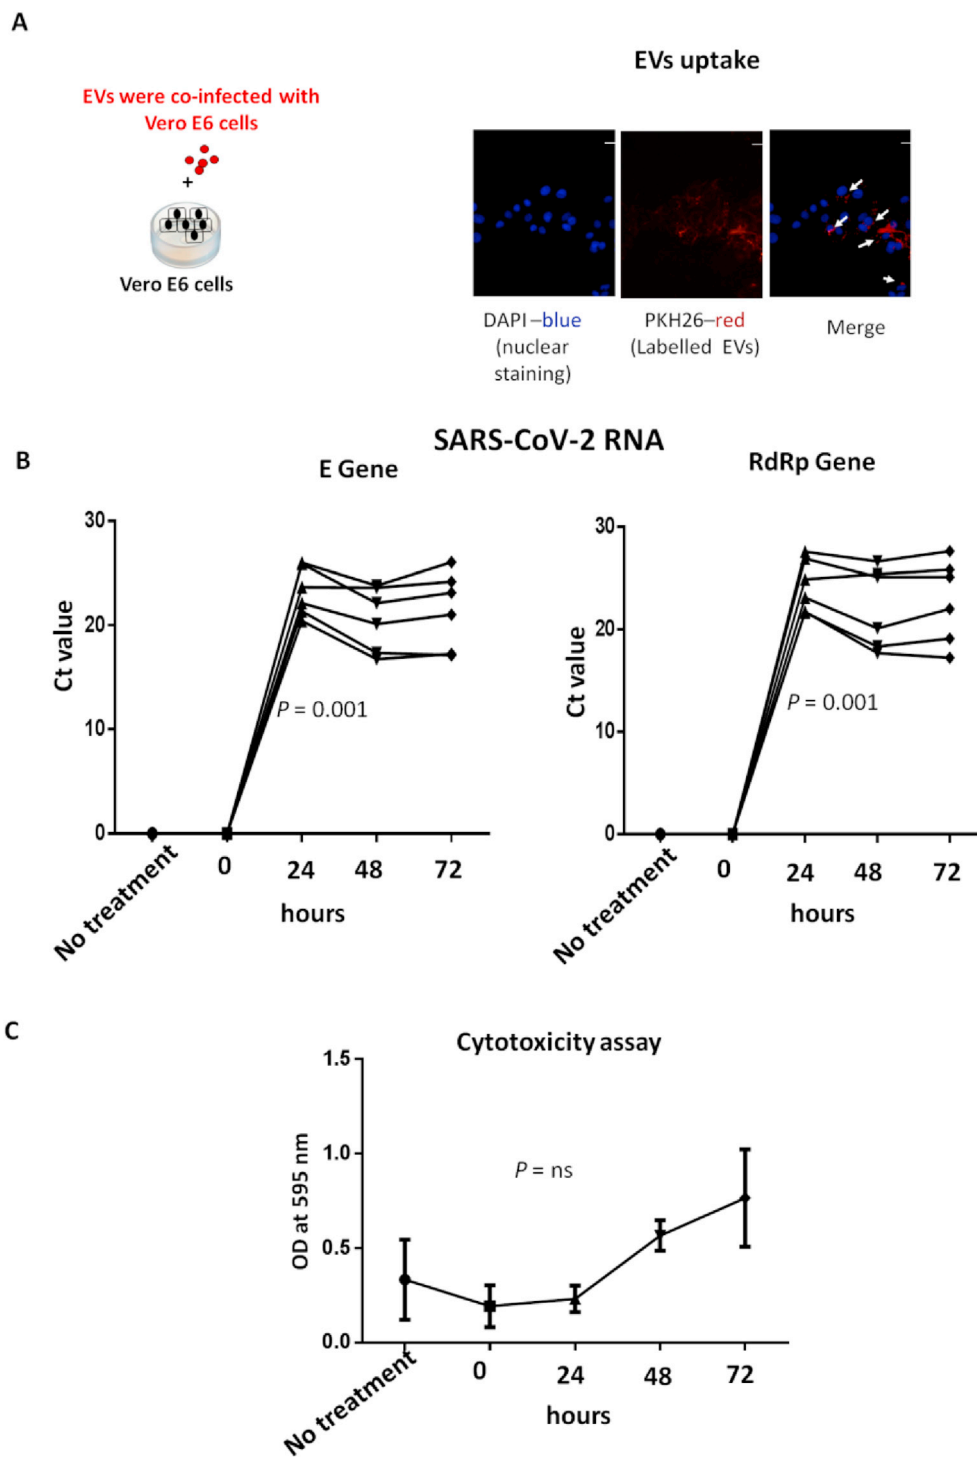 A
EVs uptake
EVs were co-infected with
Vero E6 cells
+
Vero E6 cells
DAPI–blue
(nuclear
staining)
PKH26–red
(Labelled EVs)
Merge
SARS-CoV-2 RNA
B
E Gene
30
20
10
0
Ct value
P = 0.001
No treatment
0
24
48
72
hours
RdRp Gene
30
20
10
0
Ct value
P = 0.001
No treatment
0
24
48
72
hours
C
Cytotoxicity assay
1.5
1.0
0.5
0.0
OD at 595 nm
P = ns
No treatment
0
24
48
72
hours